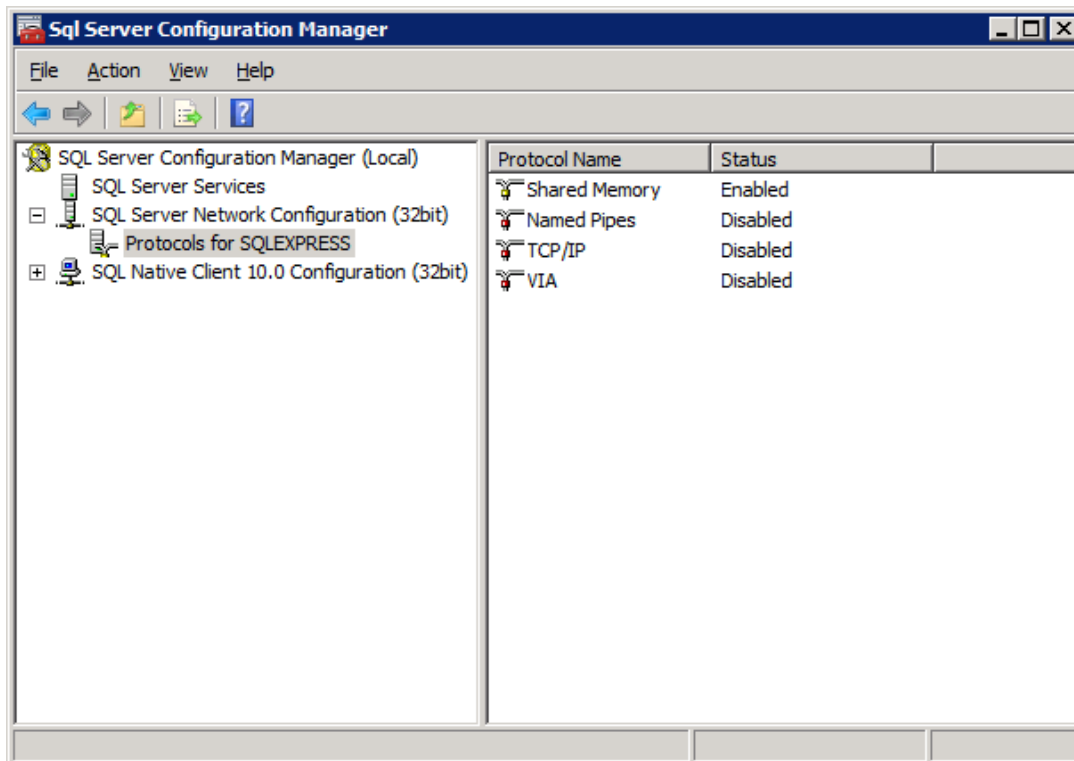 Sql Server Configuration Manager
File Action View Help
SQL Server Configuration Manager (Local)
SQL Server Services
SQL Server Network Configuration (32bit)
Protocols for SQLEXPRESS
SQL Native Client 10.0 Configuration (32bit)
Protocol Name Status
Shared Memory Enabled
Named Pipes Disabled
TCP/IP Disabled
VIA Disabled